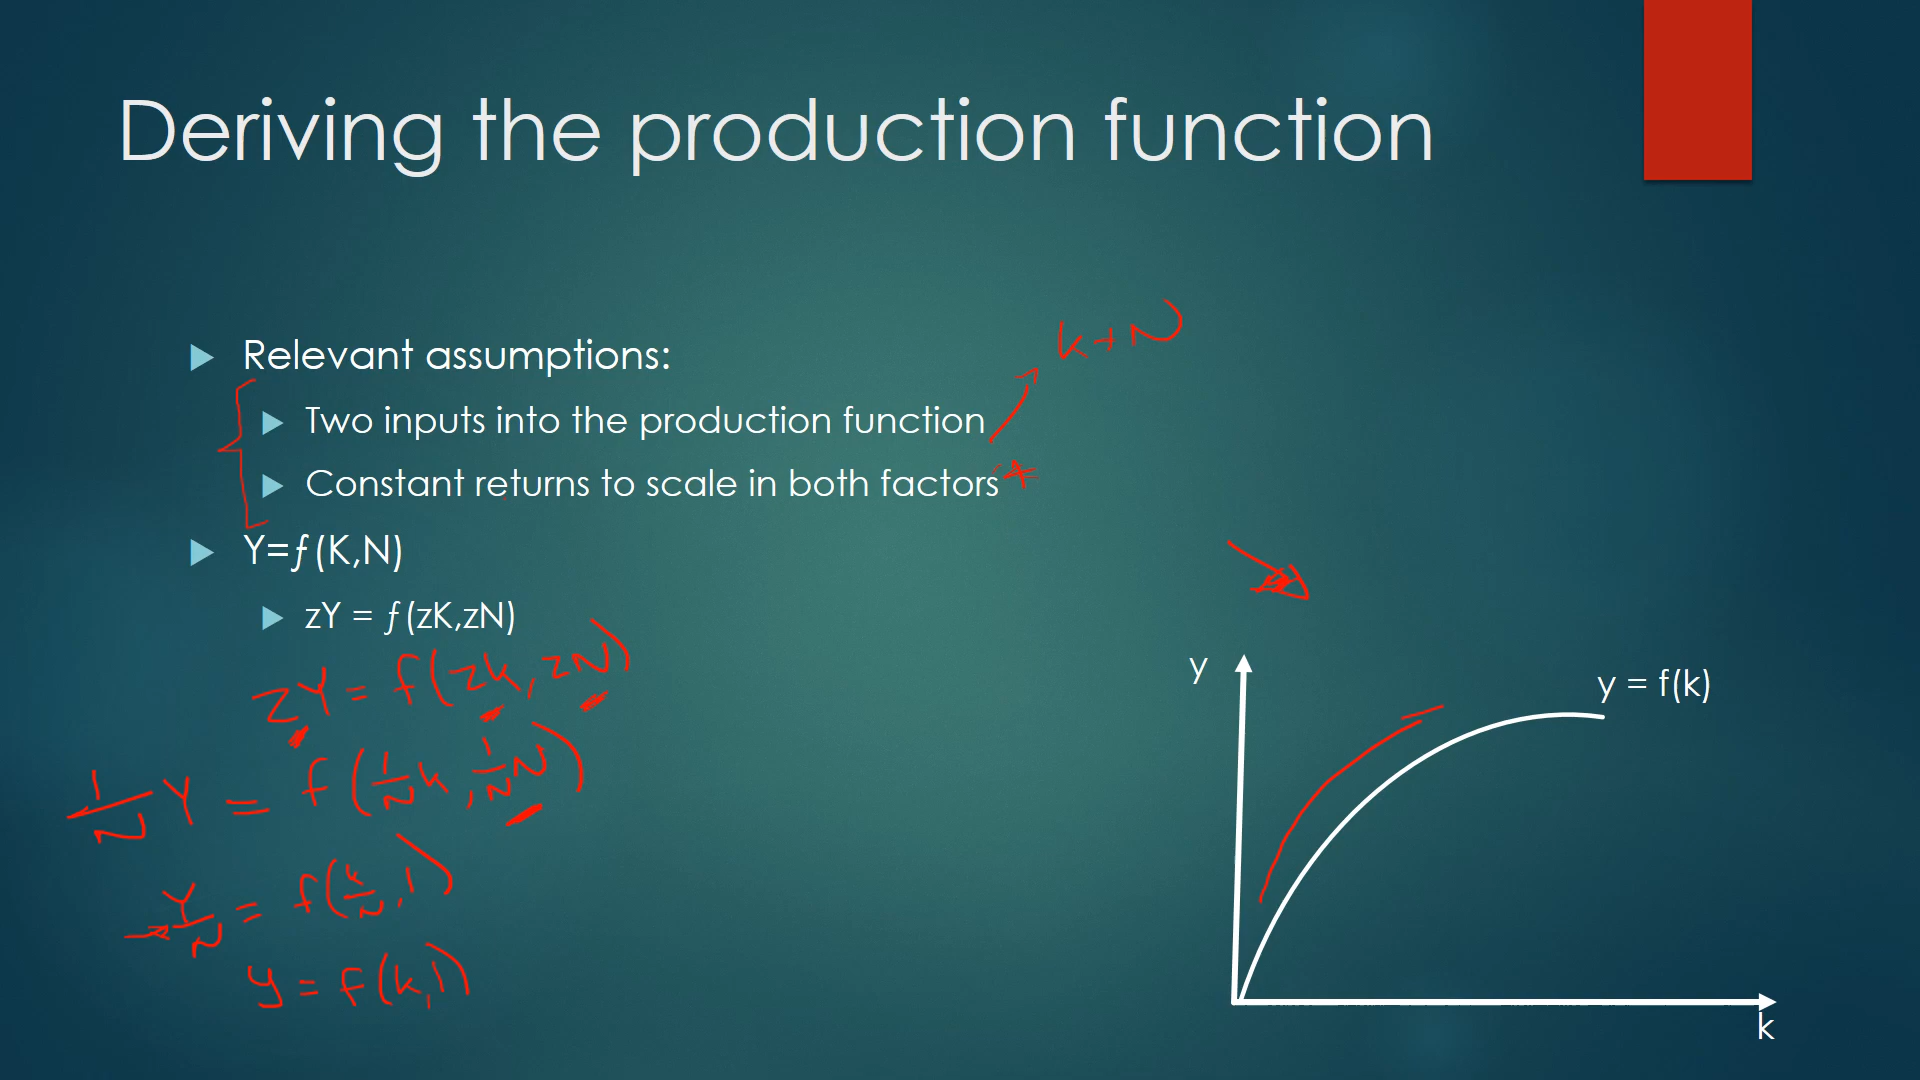 Deriving the production function
Relevant assumptions:
Two inputs into the production function
k + N
Constant returns to scale in both factors*
Y=ƒ(K,N)
zY = ƒ(zK,zN)
zY = f(zk, zN)
1/N Y = f(1/N k, 1/N N)
Y/N = f(k/N, 1)
y = f(k, 1)
y
y = f(k)
k